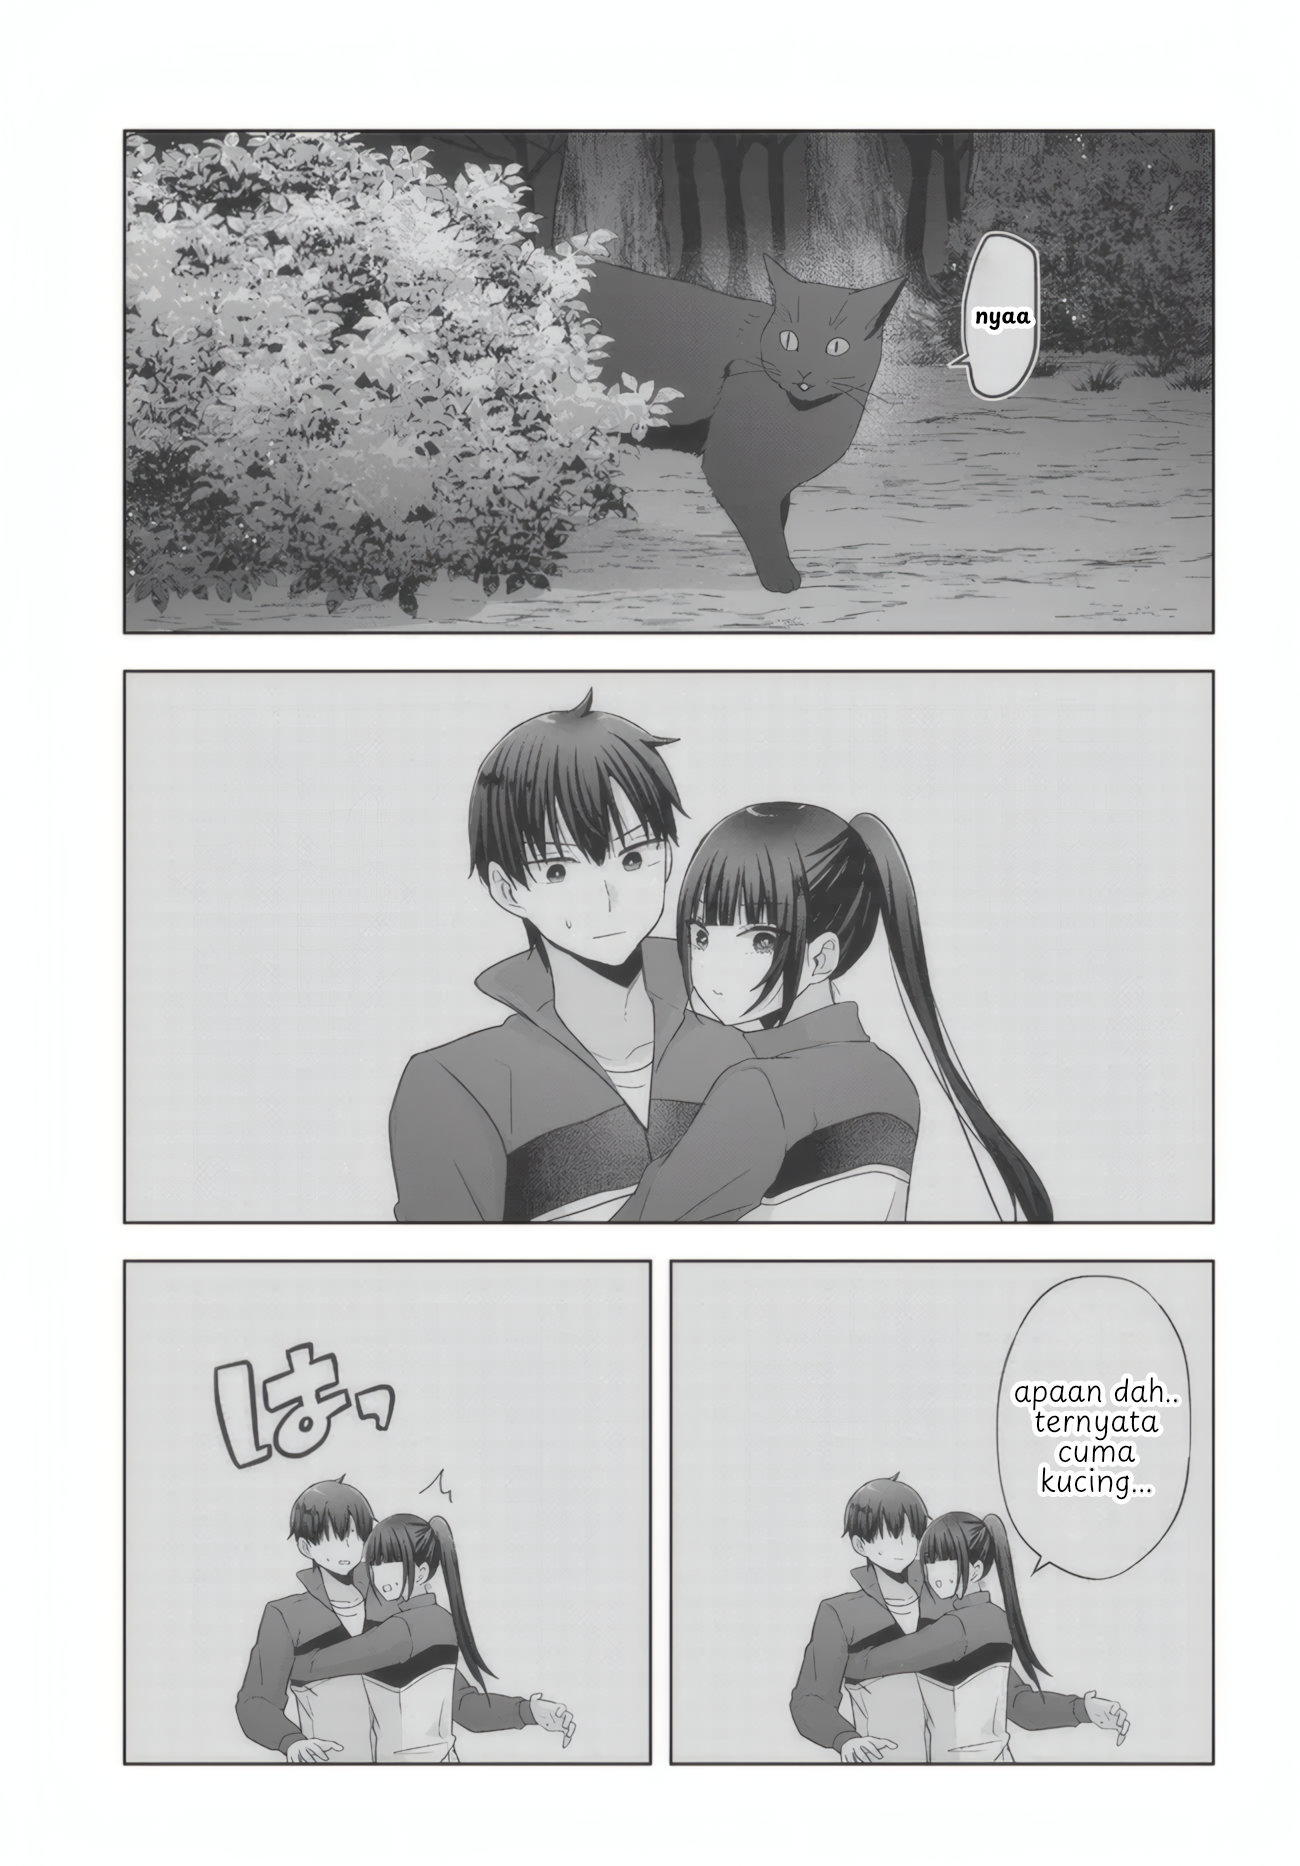 nyaa
apaan dah..
ternyata
cuma
kucing...
はっ